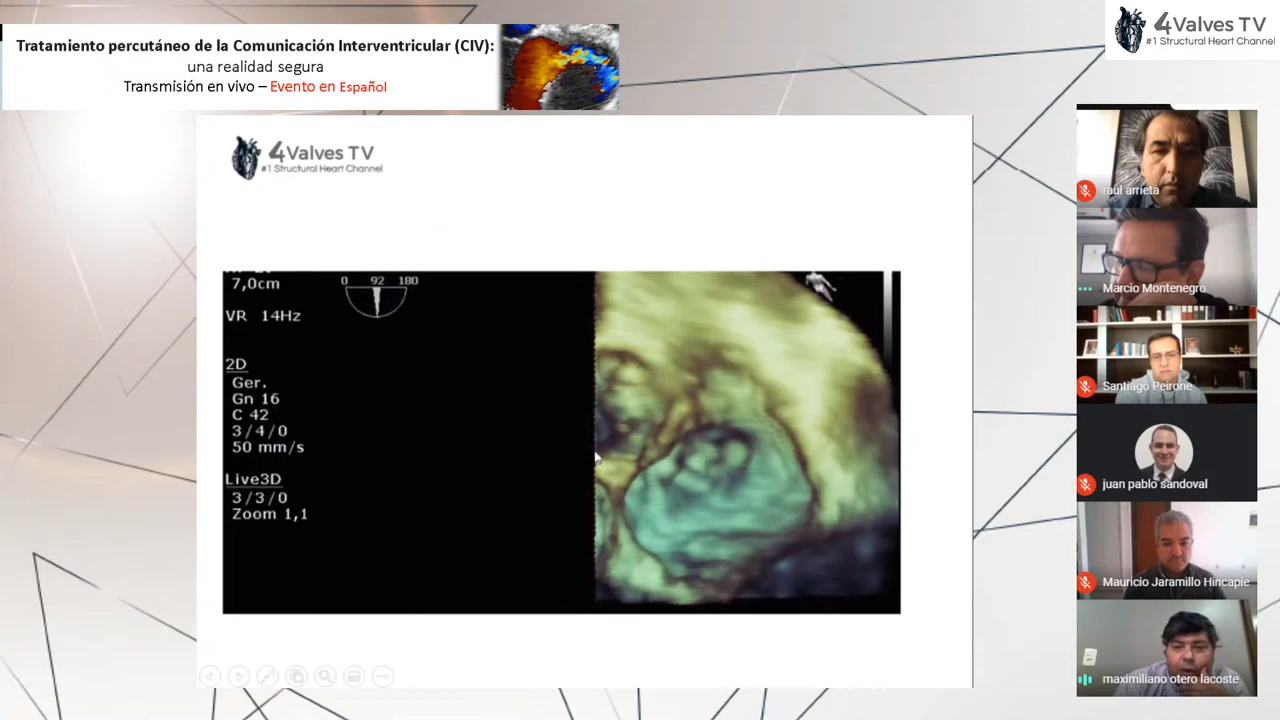 Tratamiento percutáneo de la Comunicación Interventricular (CIV):
una realidad segura
Transmisión en vivo – Evento en Español
4Valves TV
#1 Structural Heart Channel
4Valves TV
#1 Structural Heart Channel
7,0cm
0 92 180
VR 14Hz
2D
Ger.
Gn 16
C 42
3/4/0
50 mm/s
Live3D
3/3/0
Zoom 1,1
raul arrieta
Marcio Montenegro
Santiago Peirone
juan pablo sandoval
Mauricio Jaramillo Hincapie
maximiliano otero lacoste